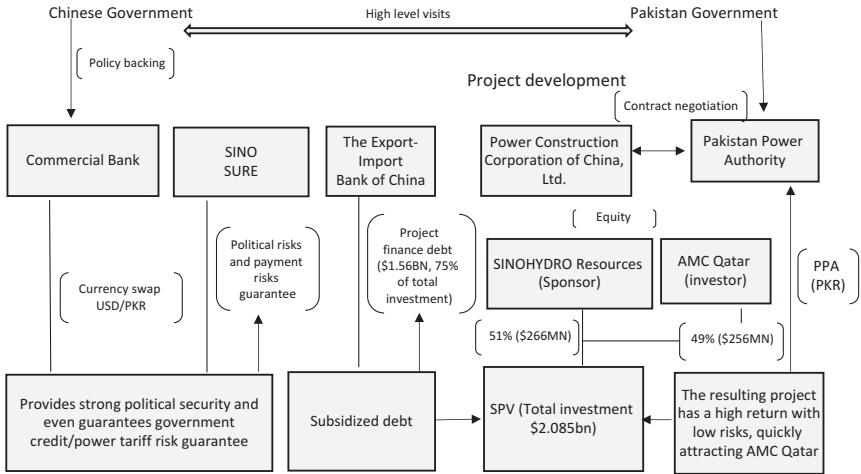 Chinese Government
High level visits
Pakistan Government
Policy backing
Project development
Contract negotiation
Commercial Bank
SINO
SURE
The Export-
Import
Bank of China
Power Construction
Corporation of China,
Ltd.
Pakistan Power
Authority
Equity
Currency swap
USD/PKR
Political risks
and payment
risks
guarantee
Project
finance debt
($1.56BN, 75%
of total
investment)
SINOHYDRO Resources
(Sponsor)
AMC Qatar
(investor)
PPA
(PKR)
51% ($266MN)
49% ($256MN)
Provides strong political security and
even guarantees government
credit/power tariff risk guarantee
Subsidized debt
SPV (Total investment
$2.085bn)
The resulting project
has a high return with
low risks, quickly
attracting AMC Qatar